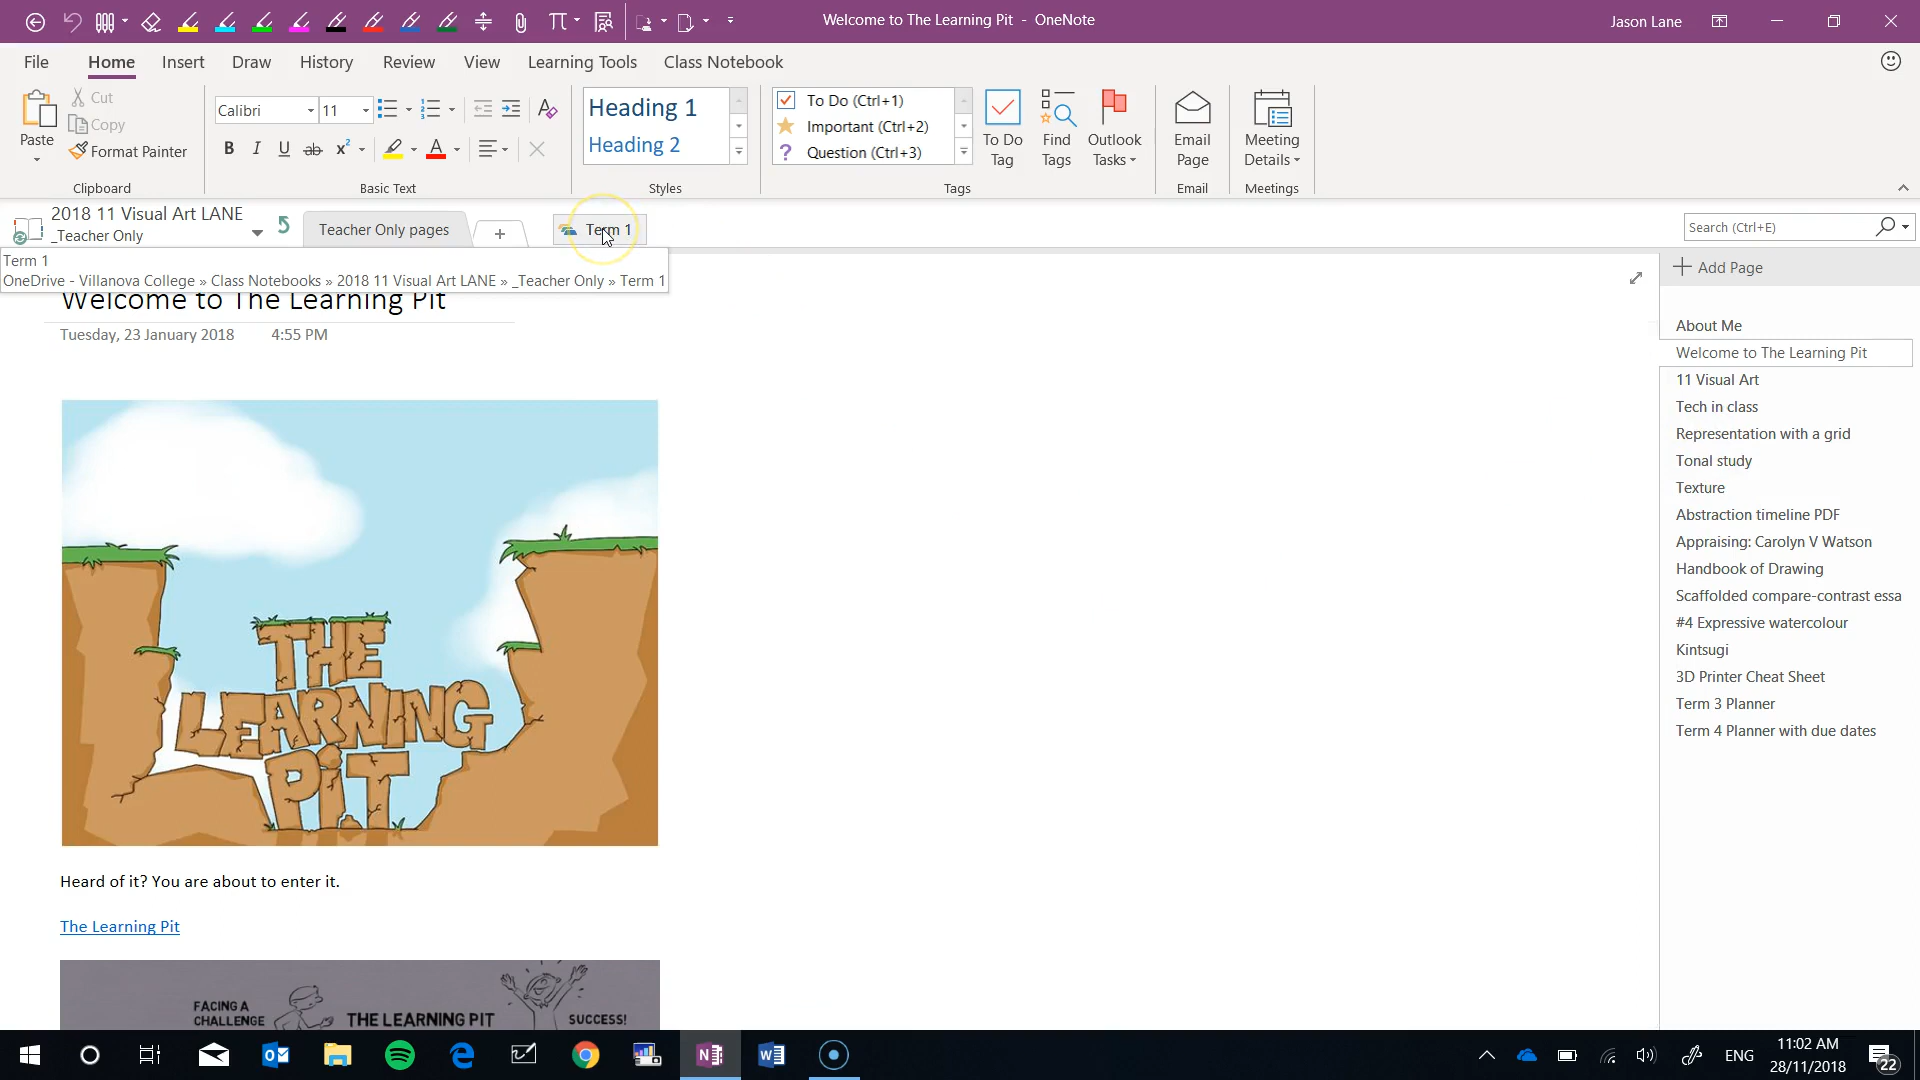 Welcome to The Learning Pit - OneNote
Jason Lane
File Home Insert Draw History Review View Learning Tools Class Notebook
Paste
Cut
Copy
Format Painter
Clipboard
Calibri 11
B I U ab x²
A
Basic Text
Heading 1
Heading 2
Styles
To Do (Ctrl+1)
Important (Ctrl+2)
Question (Ctrl+3)
To Do Tag
Find Tags
Outlook Tasks
Tags
Email Page
Email
Meeting Details
Meetings
2018 11 Visual Art LANE
_Teacher Only
Teacher Only pages
+
Term 1
Search (Ctrl+E)
Term 1
OneDrive - Villanova College » Class Notebooks » 2018 11 Visual Art LANE » _Teacher Only » Term 1
Welcome to The Learning Pit
Tuesday, 23 January 2018 4:55 PM
THE
LEARNING
PiT
Heard of it? You are about to enter it.
The Learning Pit
FACING A
CHALLENGE
THE LEARNING PIT
SUCCESS!
Add Page
About Me
Welcome to The Learning Pit
11 Visual Art
Tech in class
Representation with a grid
Tonal study
Texture
Abstraction timeline PDF
Appraising: Carolyn V Watson
Handbook of Drawing
Scaffolded compare-contrast essa
#4 Expressive watercolour
Kintsugi
3D Printer Cheat Sheet
Term 3 Planner
Term 4 Planner with due dates
ENG
11:02 AM
28/11/2018
22